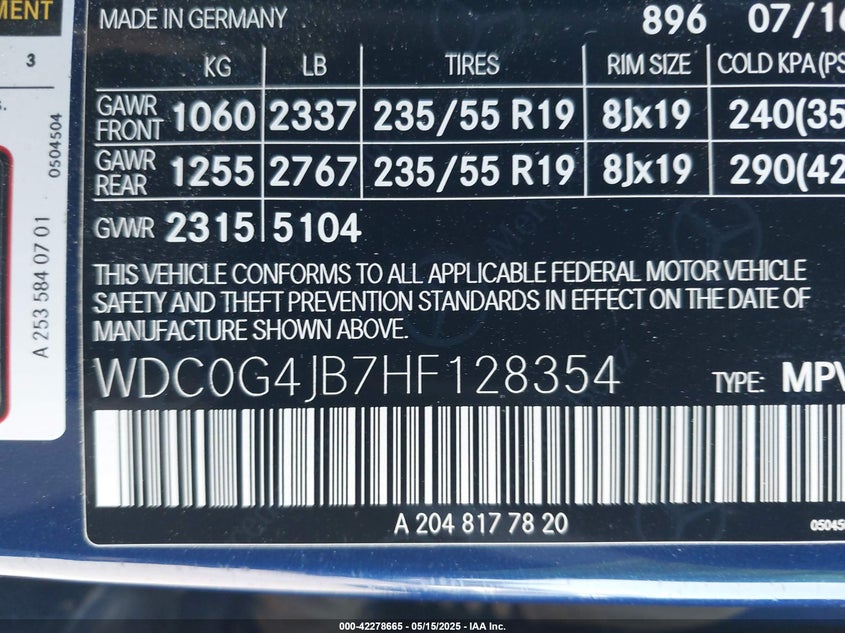 MENT
3
s.
0504504
A 253 584 07 01
MADE IN GERMANY 896 07/16
KG LB TIRES RIM SIZE COLD KPA(PS
GAWR FRONT 1060 2337 235/55 R19 8Jx19 240(35
GAWR REAR 1255 2767 235/55 R19 8Jx19 290(42
GVWR 2315 5104
THIS VEHICLE CONFORMS TO ALL APPLICABLE FEDERAL MOTOR VEHICLE
SAFETY AND THEFT PREVENTION STANDARDS IN EFFECT ON THE DATE OF
MANUFACTURE SHOWN ABOVE.
WDC0G4JB7HF128354 TYPE: MPV
A 204 817 78 20
05045
000-42278665 - 05/15/2025 - IAA Inc.